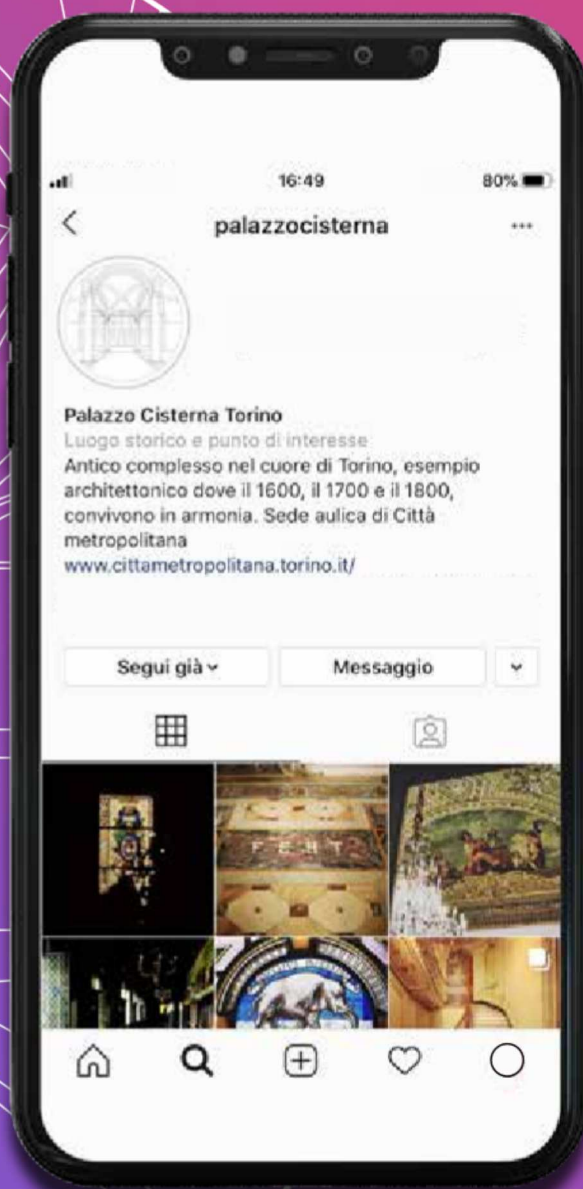 16:49
80%
palazzocisterna
...
Palazzo Cisterna Torino
Luogo storico e punto di interesse
Antico complesso nel cuore di Torino, esempio
architettonico dove il 1600, il 1700 e il 1800,
convivono in armonia. Sede aulica di Città
metropolitana
www.cittametropolitana.torino.it/
Segui già
Messaggio
FERT